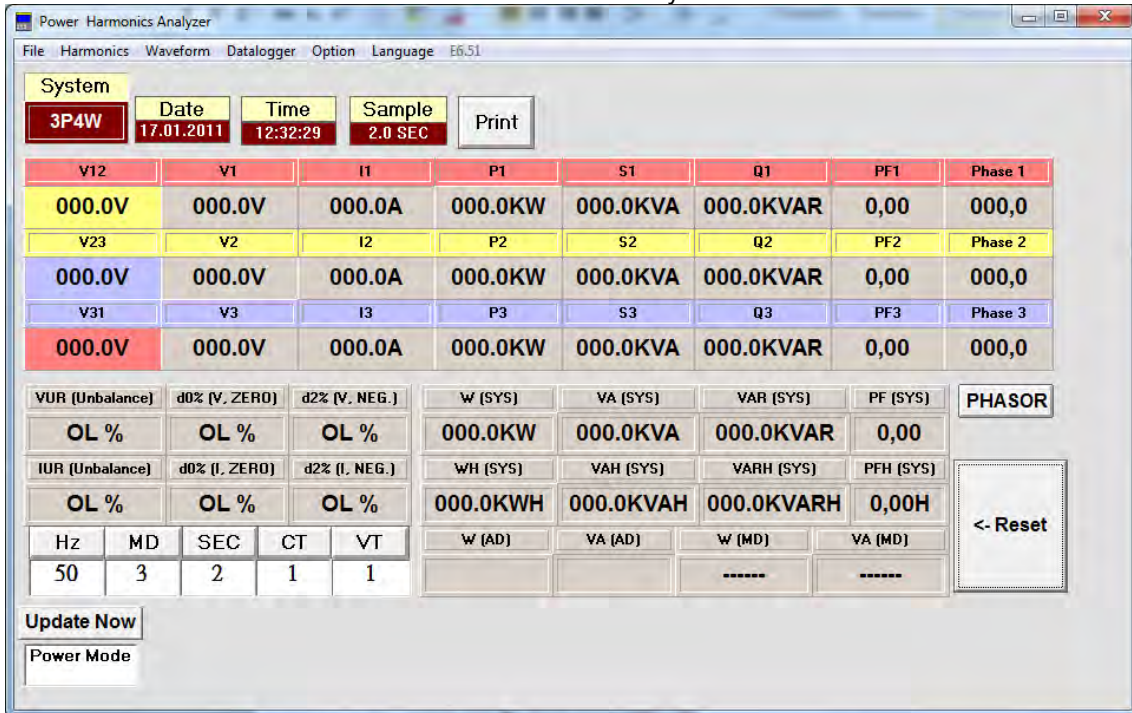 Power Harmonics Analyzer
File Harmonics Waveform Datalogger Option Language E6.51
System
3P4W
Date
17.01.2011
Time
12:32:29
Sample
2.0 SEC
Print
V12 V1 I1 P1 S1 Q1 PF1 Phase 1
000.0V 000.0V 000.0A 000.0KW 000.0KVA 000.0KVAR 0,00 000,0
V23 V2 I2 P2 S2 Q2 PF2 Phase 2
000.0V 000.0V 000.0A 000.0KW 000.0KVA 000.0KVAR 0,00 000,0
V31 V3 I3 P3 S3 Q3 PF3 Phase 3
000.0V 000.0V 000.0A 000.0KW 000.0KVA 000.0KVAR 0,00 000,0
VUR (Unbalance) d0% (V, ZERO) d2% (V, NEG.) W (SYS) VA (SYS) VAR (SYS) PF (SYS) PHASOR
OL % OL % OL % 000.0KW 000.0KVA 000.0KVAR 0,00
IUR (Unbalance) d0% (I, ZERO) d2% (I, NEG.) WH (SYS) VAH (SYS) VARH (SYS) PFH (SYS)
OL % OL % OL % 000.0KWH 000.0KVAH 000.0KVARH 0,00H
<- Reset
Hz MD SEC CT VT W (AD) VA (AD) W (MD) VA (MD)
50 3 2 1 1 ------ ------
Update Now
Power Mode